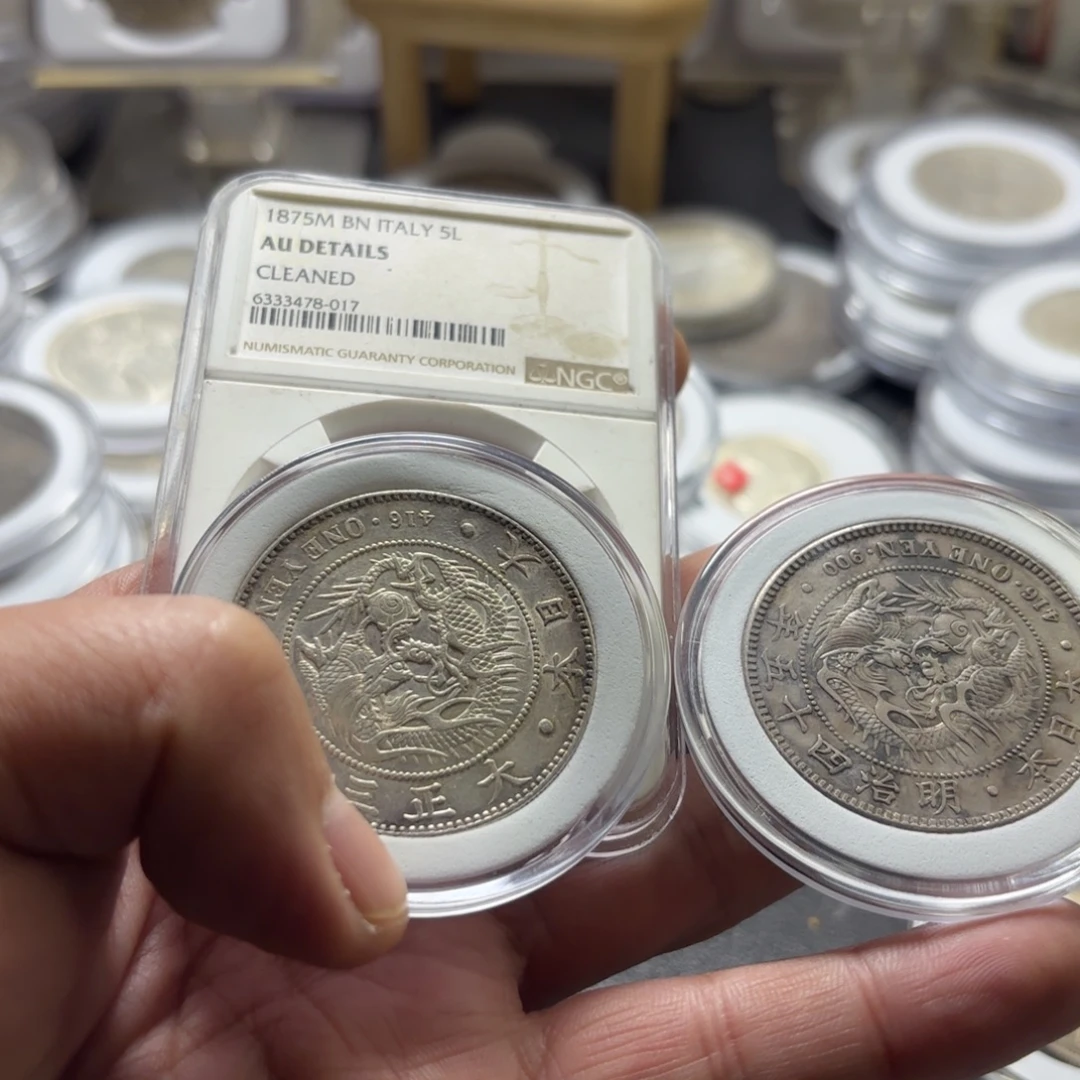 1875M BN ITALY 5L
AU DETAILS
CLEANED
6333478-017
NUMISMATIC GUARANTY CORPORATION
NGC®
大日本 · 大正三
416 · ONE YEN
大日本 · 明治四十五年
416 · ONE YEN · 900